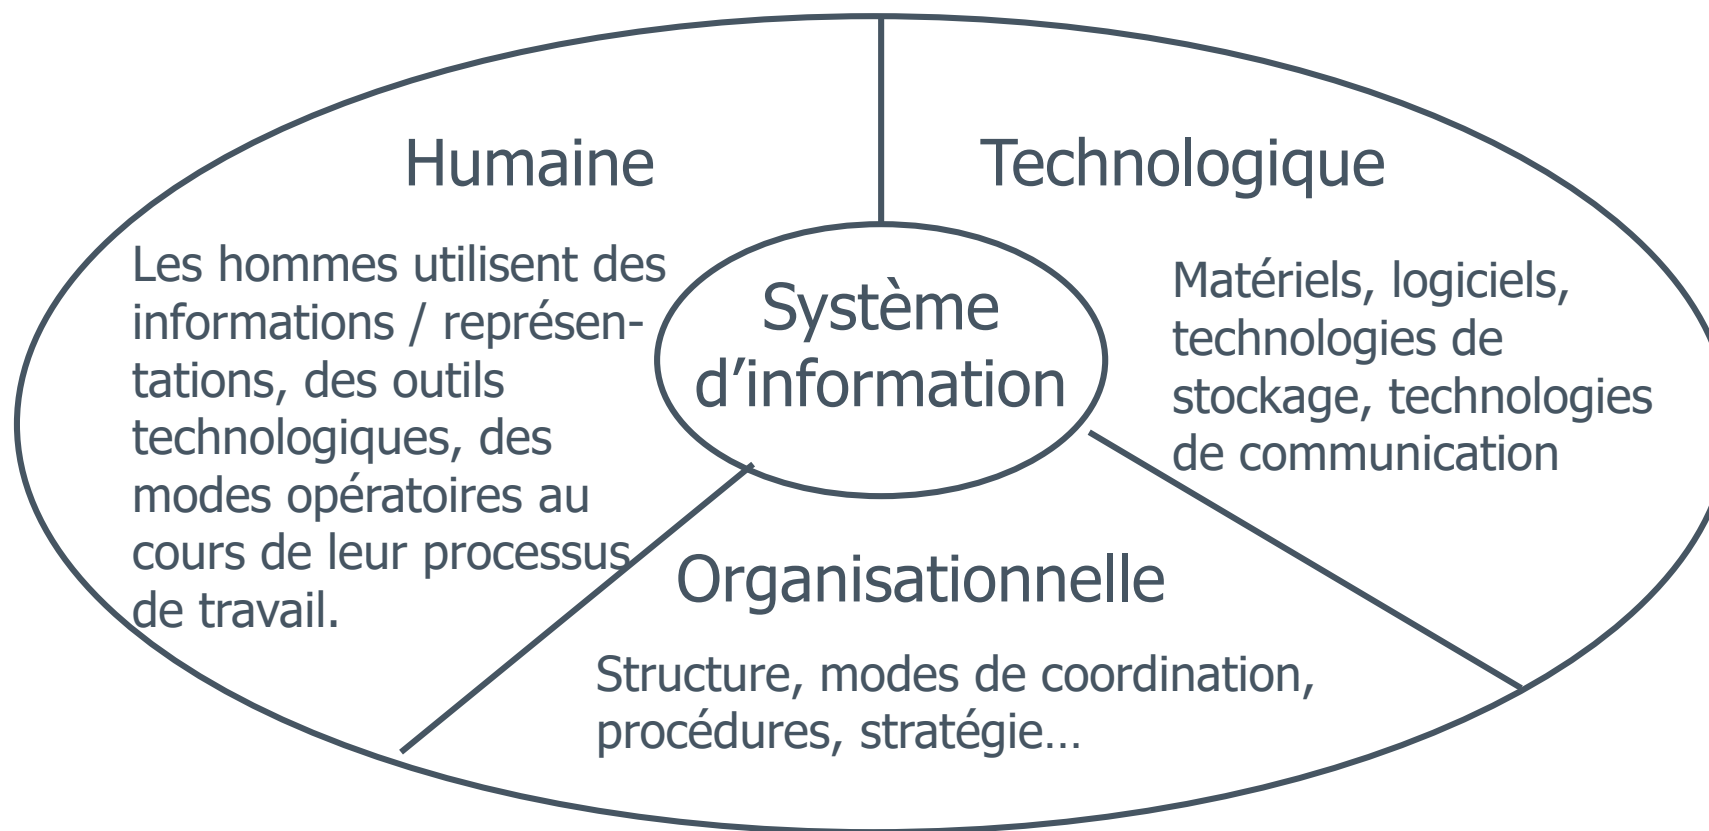 Humaine
Les hommes utilisent des
informations / représen-
tations, des outils
technologiques, des
modes opératoires au
cours de leur processus
de travail.
Technologique
Matériels, logiciels,
technologies de
stockage, technologies
de communication
Système
d’information
Organisationnelle
Structure, modes de coordination,
procédures, stratégie…